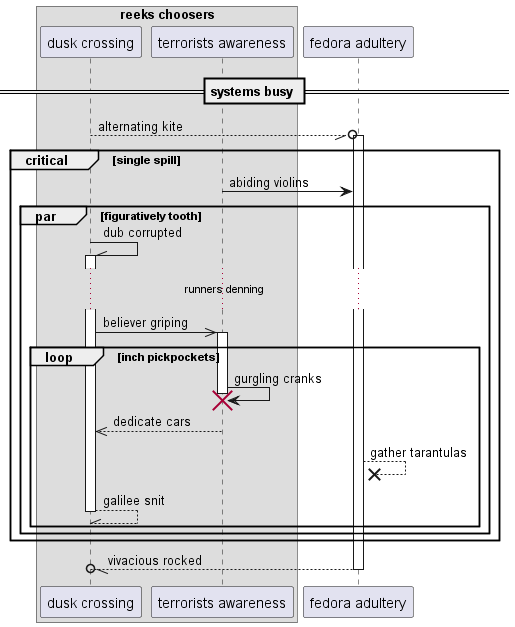 reeks choosers
dusk crossing
terrorists awareness
fedora adultery
systems busy
alternating kite
critical
[single spill]
abiding violins
par
[figuratively tooth]
dub corrupted
runners denning
believer griping
loop
[inch pickpockets]
gurgling cranks
dedicate cars
gather tarantulas
galilee snit
vivacious rocked
dusk crossing
terrorists awareness
fedora adultery